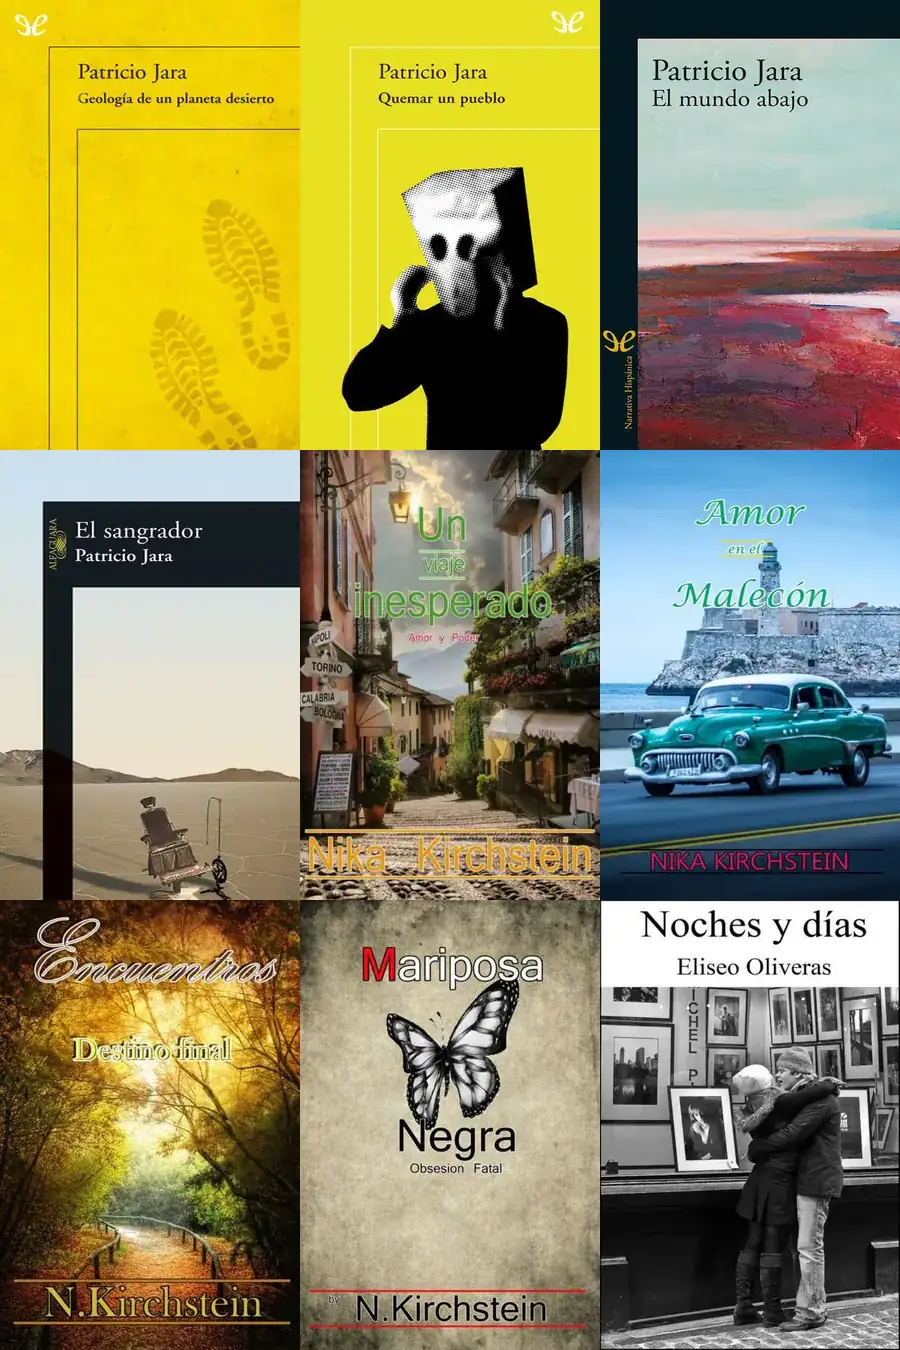 Patricio Jara
Geología de un planeta desierto
Patricio Jara
Quemar un pueblo
Patricio Jara
El mundo abajo
Narrativa Hispánica
El sangrador
Patricio Jara
ALFAGUARA
Un
viaje
inesperado
Amor y Poder
NAPOLI
TORINO
CALABRIA
BOLOGNA
Nika Kirchstein
Amor
en el
Malecón
NIKA KIRCHSTEIN
Encuentros
Destino final
N.Kirchstein
Mariposa
Negra
Obsesion Fatal
by N.Kirchstein
Noches y días
Eliseo Oliveras